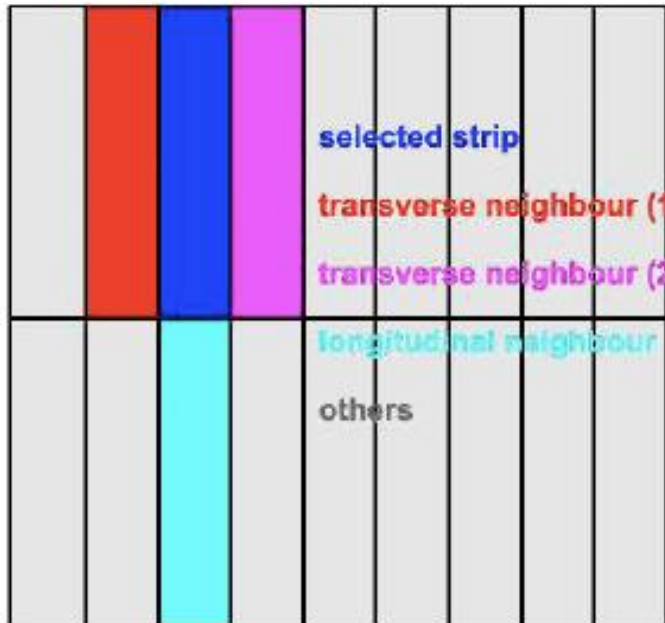 selected strip
transverse neighbour (1
transverse neighbour (2
longitudinal neighbour
others